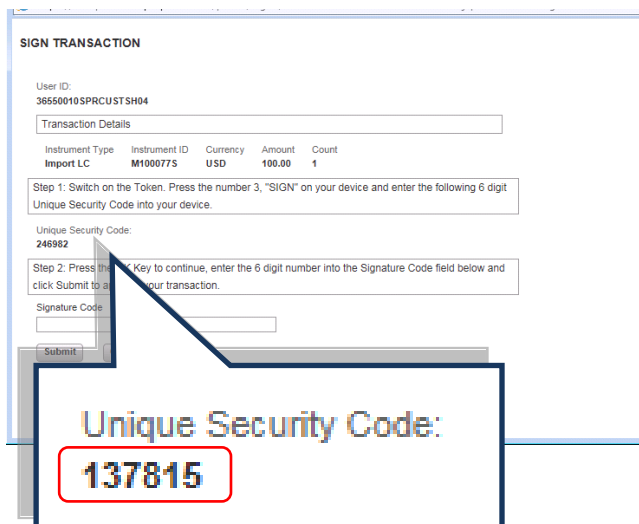 SIGN TRANSACTION
User ID:
36550010SPRCUSTSH04
Transaction Details
Instrument Type Instrument ID Currency Amount Count
Import LC M100077S USD 100.00 1
Step 1: Switch on the Token. Press the number 3, "SIGN" on your device and enter the following 6 digit
Unique Security Code into your device.
Unique Security Code:
246982
Step 2: Press the Key to continue, enter the 6 digit number into the Signature Code field below and
click Submit to your transaction.
Signature Code
Submit
Unique Security Code:
137815